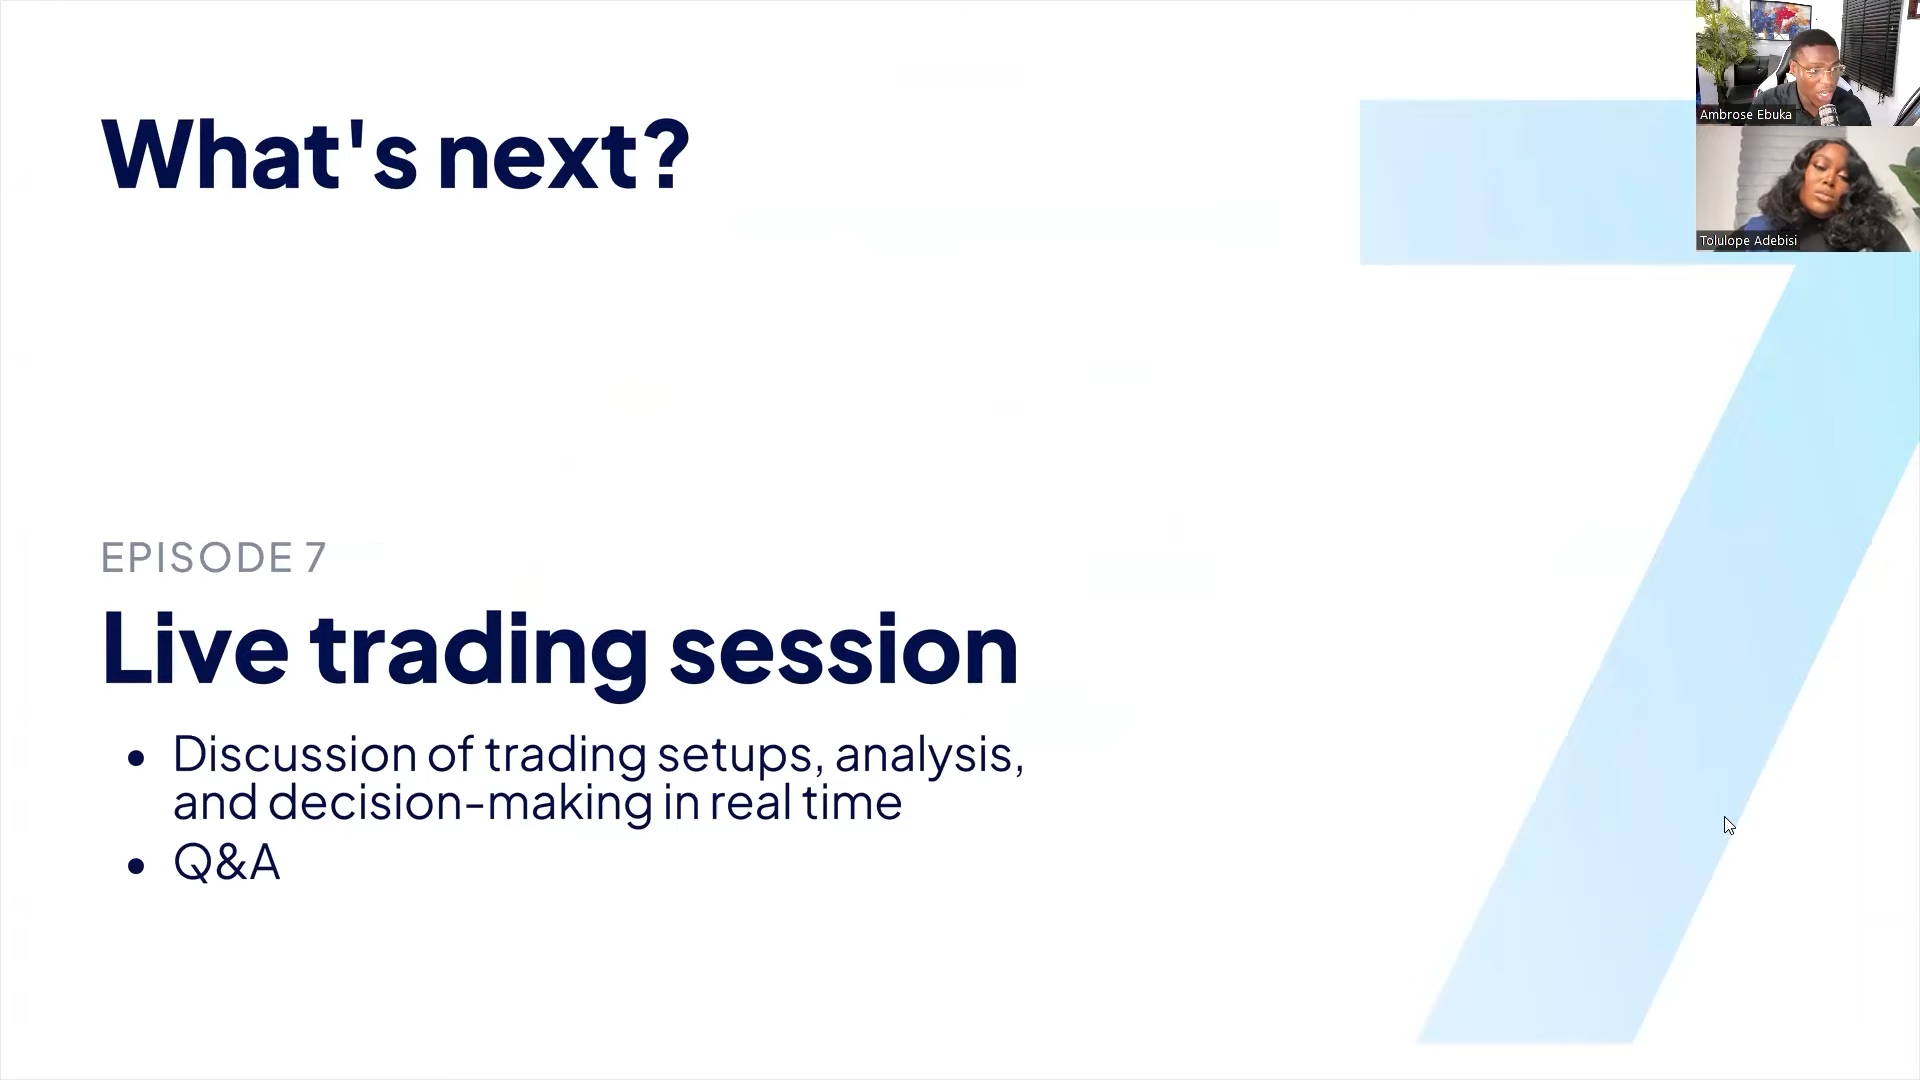 What's next?
Ambrose Ebuka
Tolulope Adebisi
7
EPISODE 7
Live trading session
• Discussion of trading setups, analysis,
and decision-making in real time
• Q&A